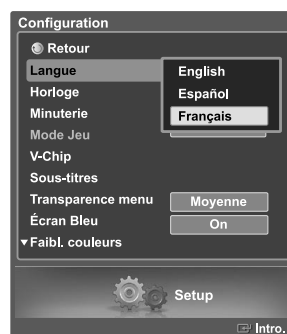 Configuration
Retour
Langue
English
Español
Horloge
Français
Minuterie
Mode Jeu
V-Chip
Sous-titres
Transparence menu Moyenne
Écran Bleu On
▼Faibl. couleurs
Setup
Intro.